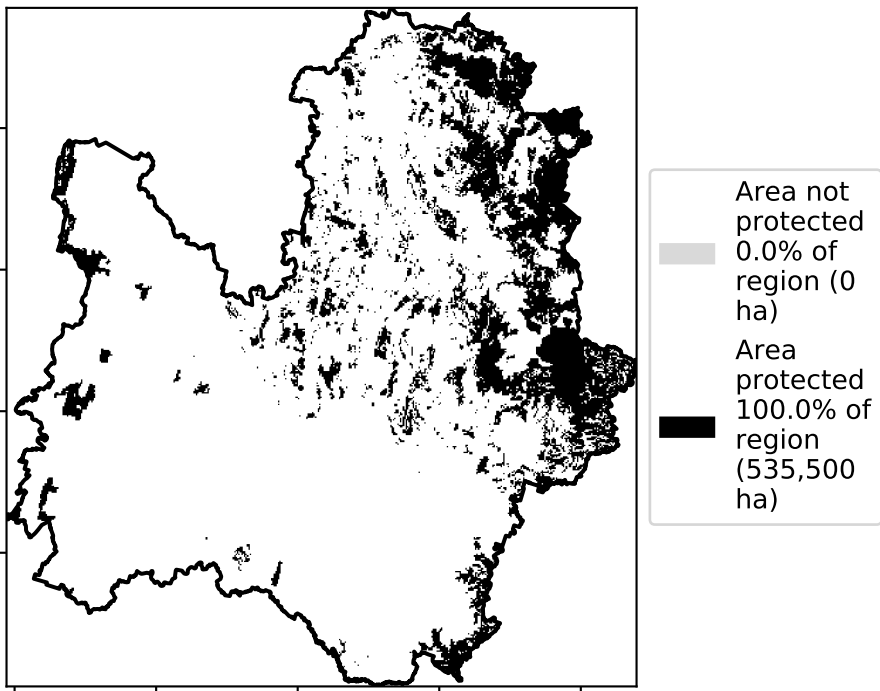 Area not
protected
0.0% of
region (0
ha)
Area
protected
100.0% of
region
(535,500
ha)